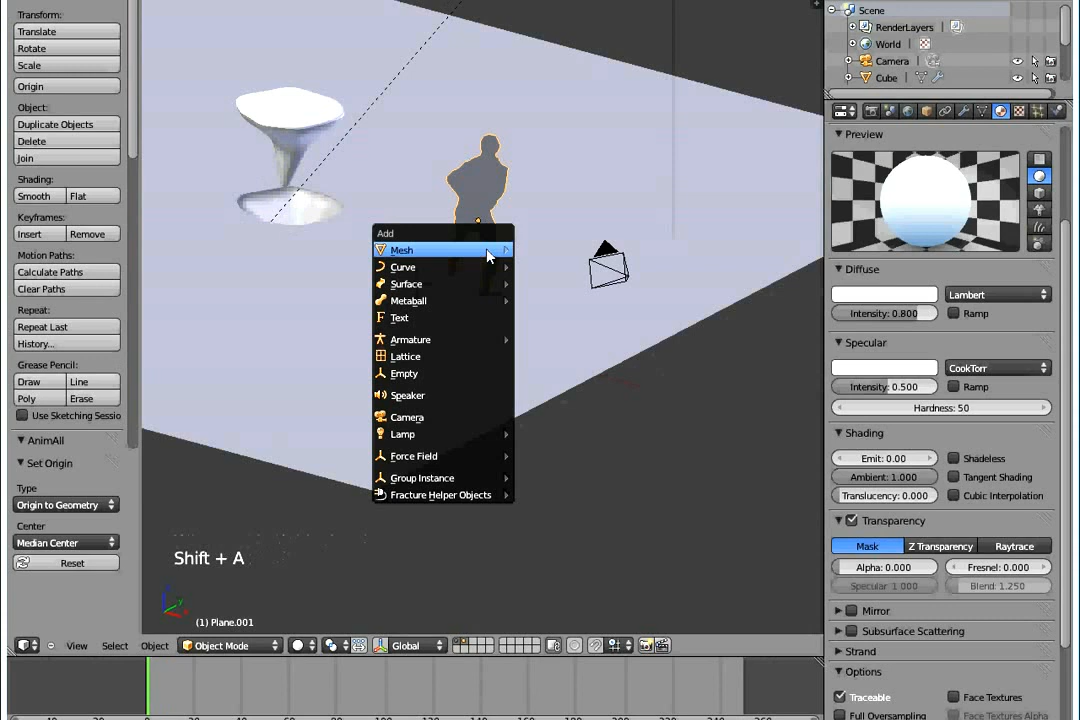 Transform:
Translate
Rotate
Scale
Origin
Object:
Duplicate Objects
Delete
Join
Shading:
Smooth Flat
Keyframes:
Insert Remove
Motion Paths:
Calculate Paths
Clear Paths
Repeat:
Repeat Last
History...
Grease Pencil:
Draw Line
Poly Erase
Use Sketching Sessio
AnimAll
Set Origin
Type
Origin to Geometry
Center
Median Center
Reset
Add
Mesh
Curve
Surface
Metaball
Text
Armature
Lattice
Empty
Speaker
Camera
Lamp
Force Field
Group Instance
Fracture Helper Objects
Shift + A
(1) Plane.001
View Select Object Object Mode Global
Scene
RenderLayers
World
Camera
Cube
Preview
Diffuse
Lambert
Intensity: 0.800 Ramp
Specular
CookTorr
Intensity: 0.500 Ramp
Hardness: 50
Shading
Emit: 0.00 Shadeless
Ambient: 1.000 Tangent Shading
Translucency: 0.000 Cubic Interpolation
Transparency
Mask Z Transparency Raytrace
Alpha: 0.000 Fresnel: 0.000
Specular: 1.000 Blend: 1.250
Mirror
Subsurface Scattering
Strand
Options
Traceable Face Textures
Full Oversampling Face Textures Alpha